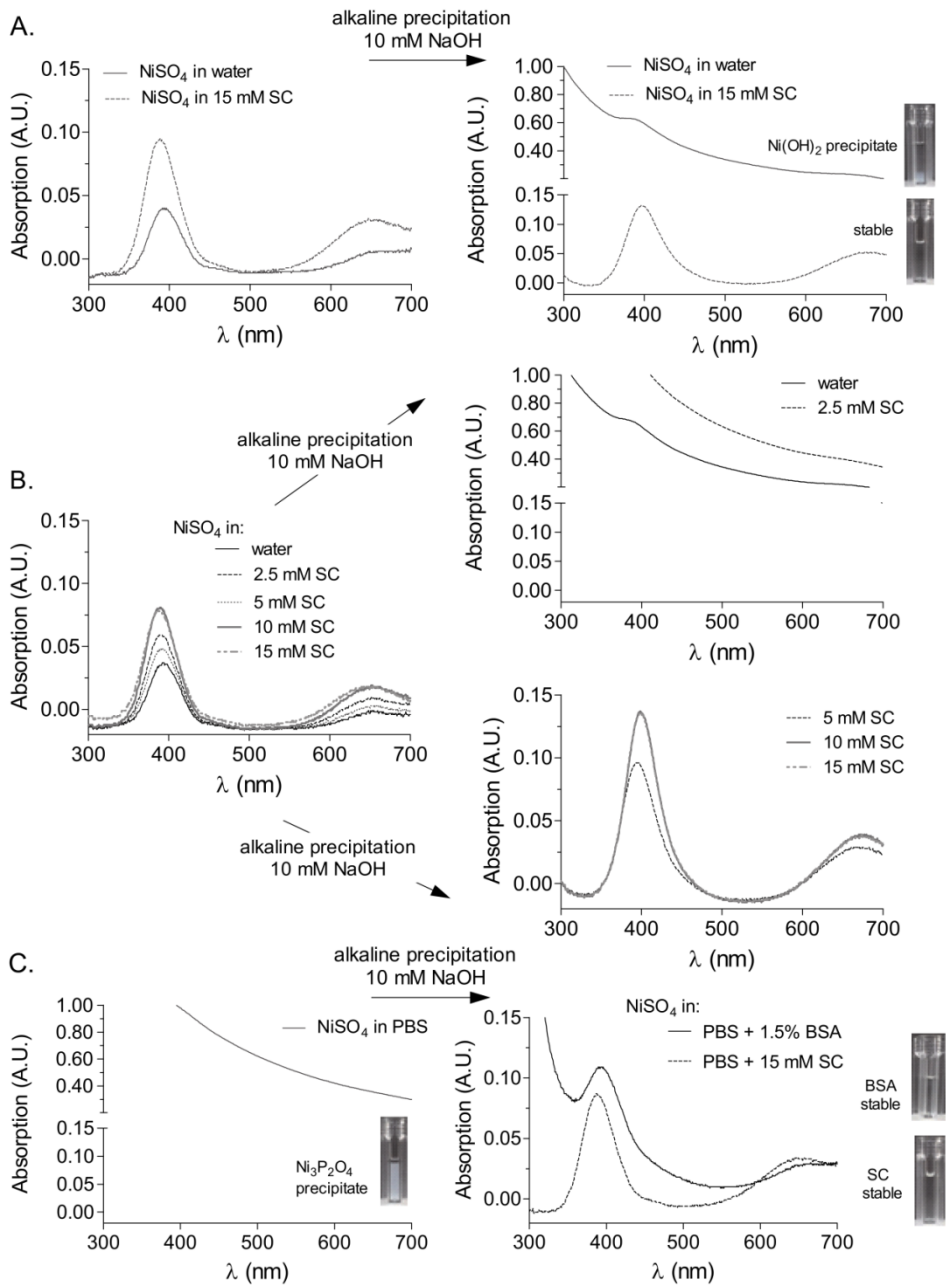 A.
alkaline precipitation
10 mM NaOH
Absorption (A.U.)
0.15
0.10
0.05
0.00
NiSO4 in water
NiSO4 in 15 mM SC
300 400 500 600 700
λ (nm)
Absorption (A.U.)
1.00
0.80
0.60
0.40
0.15
0.10
0.05
0.00
NiSO4 in water
NiSO4 in 15 mM SC
Ni(OH)2 precipitate
stable
300 400 500 600 700
λ (nm)
B.
alkaline precipitation
10 mM NaOH
Absorption (A.U.)
0.15
0.10
0.05
0.00
NiSO4 in:
water
2.5 mM SC
5 mM SC
10 mM SC
15 mM SC
300 400 500 600 700
λ (nm)
Absorption (A.U.)
1.00
0.80
0.60
0.40
0.15
0.10
0.05
0.00
water
2.5 mM SC
300 400 500 600 700
λ (nm)
alkaline precipitation
10 mM NaOH
Absorption (A.U.)
0.15
0.10
0.05
0.00
5 mM SC
10 mM SC
15 mM SC
300 400 500 600 700
λ (nm)
C.
alkaline precipitation
10 mM NaOH
Absorption (A.U.)
1.00
0.80
0.60
0.40
0.15
0.10
0.05
0.00
NiSO4 in PBS
Ni3P2O4
precipitate
300 400 500 600 700
λ (nm)
Absorption (A.U.)
0.15
0.10
0.05
0.00
NiSO4 in:
PBS + 1.5% BSA
PBS + 15 mM SC
BSA
stable
SC
stable
300 400 500 600 700
λ (nm)